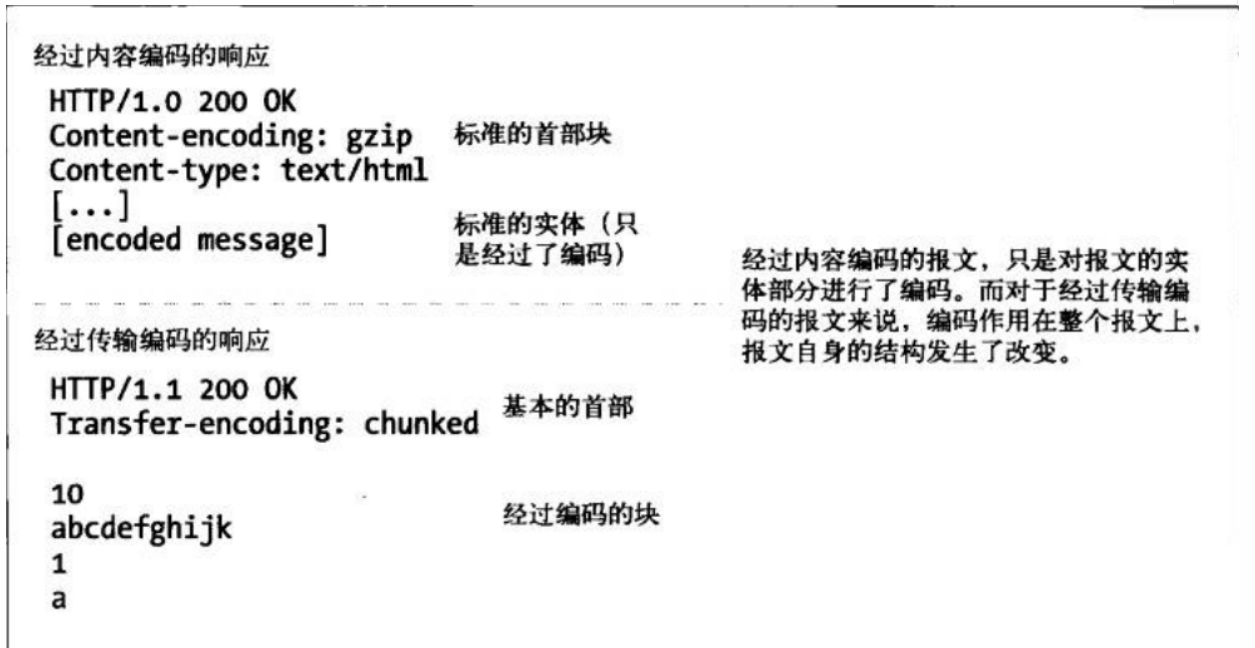 经过内容编码的响应
HTTP/1.0 200 OK
Content-encoding: gzip
Content-type: text/html
标准的首部块
[...]
[encoded message]
标准的实体（只
是经过了编码）
经过内容编码的报文，只是对报文的实
体部分进行了编码。而对于经过传输编
码的报文来说，编码作用在整个报文上，
报文自身的结构发生了改变。
经过传输编码的响应
HTTP/1.1 200 OK
Transfer-encoding: chunked
基本的首部
10
abcdefghijk
1
a
经过编码的块